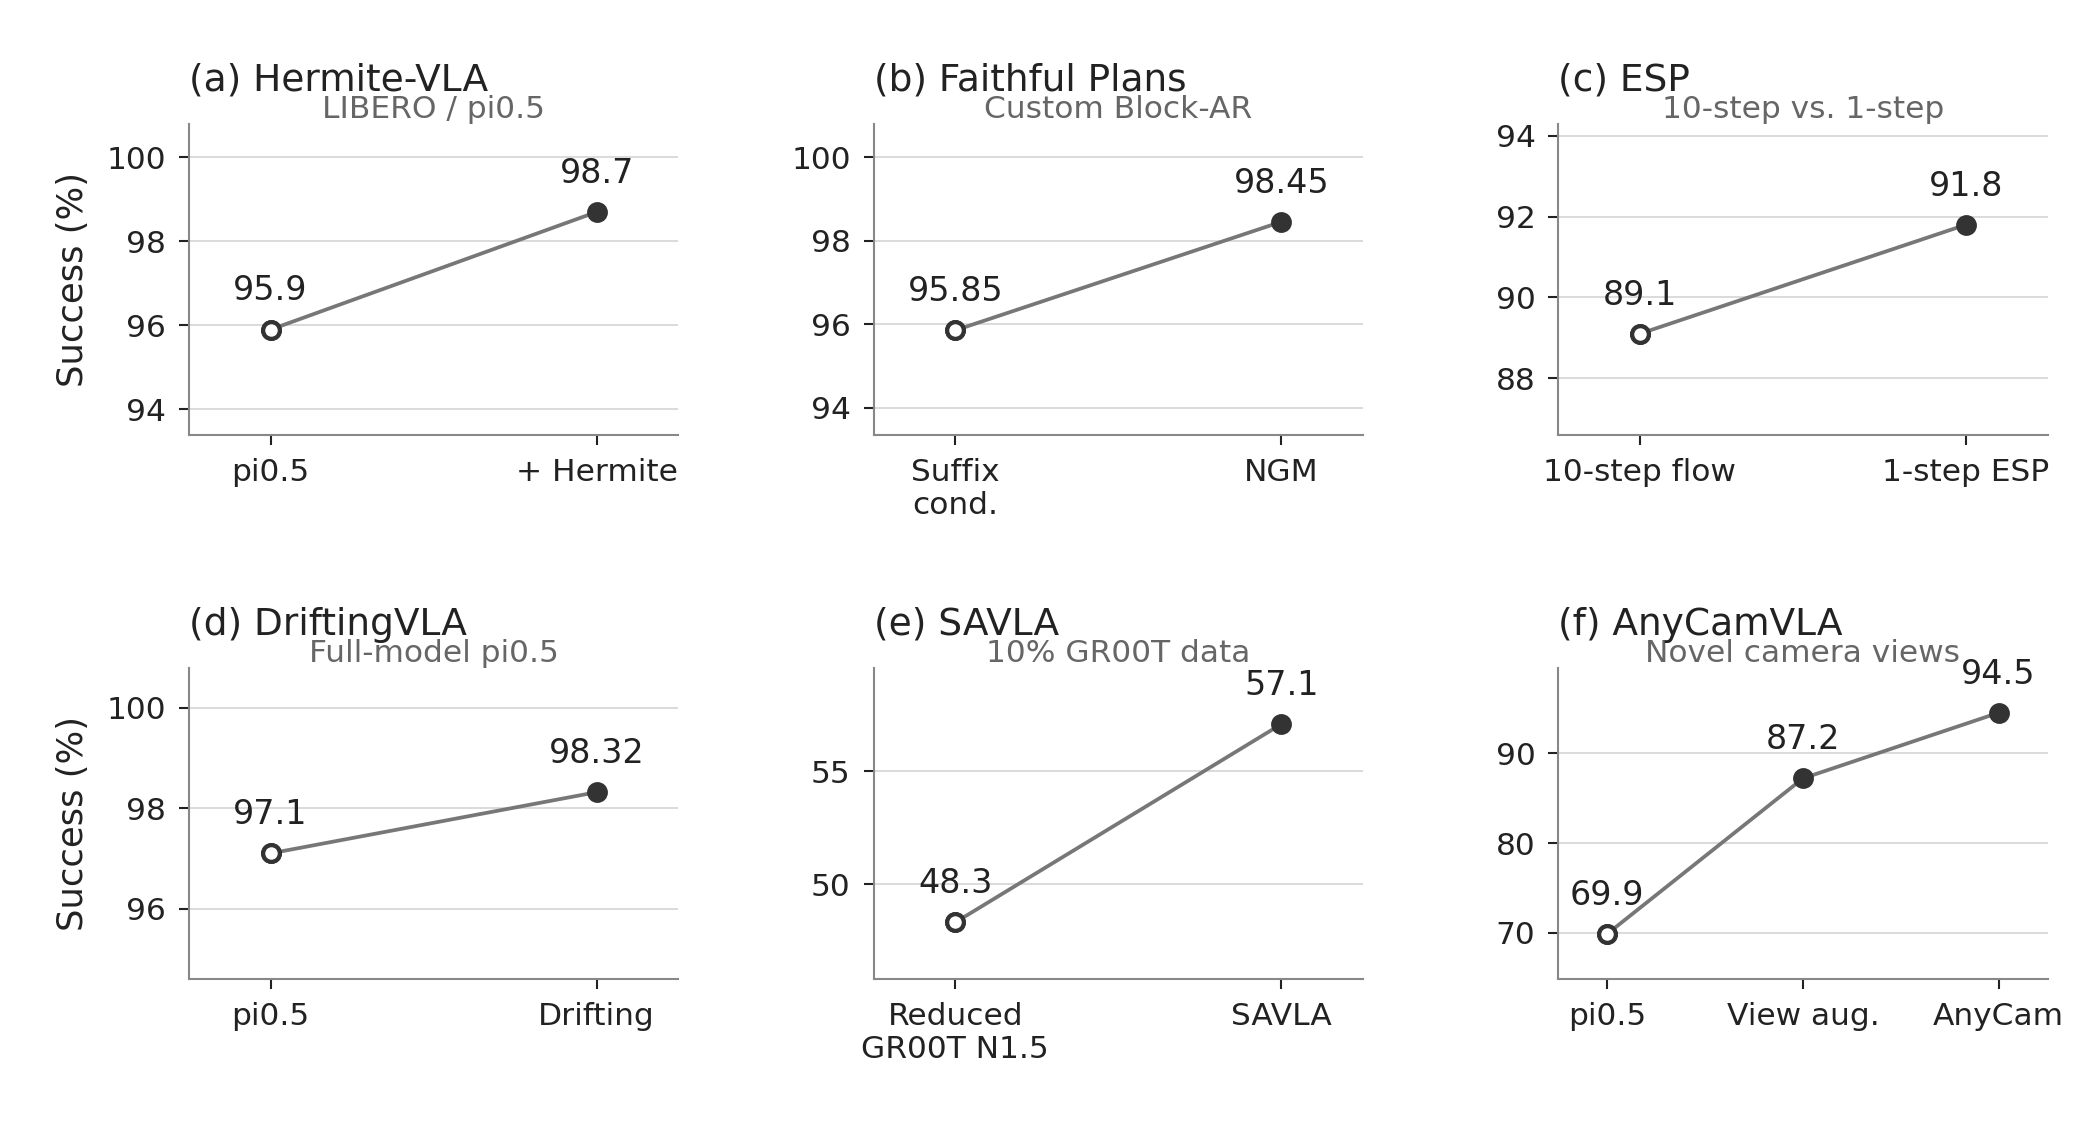 (a) Hermite-VLA
LIBERO / pi0.5
Success (%)
100
98
96
94
95.9
98.7
pi0.5
+ Hermite
(b) Faithful Plans
Custom Block-AR
100
98
96
94
95.85
98.45
Suffix
cond.
NGM
(c) ESP
10-step vs. 1-step
94
92
90
88
89.1
91.8
10-step flow
1-step ESP
(d) DriftingVLA
Full-model pi0.5
Success (%)
100
98
96
97.1
98.32
pi0.5
Drifting
(e) SAVLA
10% GR00T data
55
50
48.3
57.1
Reduced
GR00T N1.5
SAVLA
(f) AnyCamVLA
Novel camera views
90
80
70
69.9
87.2
94.5
pi0.5
View aug.
AnyCam